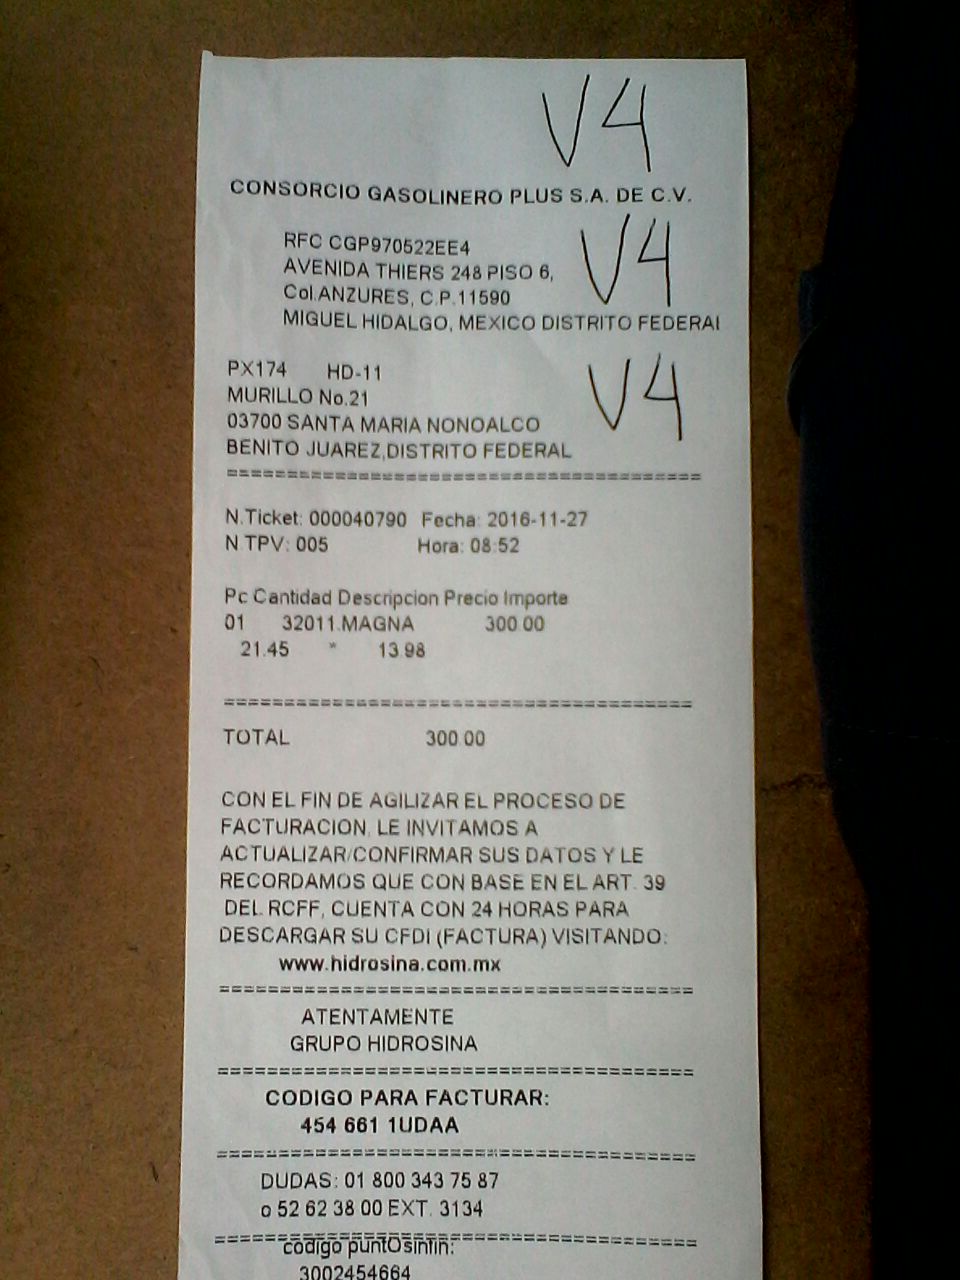 V4
CONSORCIO GASOLINERO PLUS S.A. DE C.V.
V4
RFC CGP970522EE4
AVENIDA THIERS 248 PISO 6,
Col.ANZURES, C.P.11590
MIGUEL HIDALGO, MEXICO DISTRITO FEDERAl
V4
PX174 HD-11
MURILLO No.21
03700 SANTA MARIA NONOALCO
BENITO JUAREZ,DISTRITO FEDERAL
======================================
N.Ticket: 000040790 Fecha: 2016-11-27
N TPV: 005 Hora: 08:52
Pc Cantidad Descripcion Precio Importe
01 32011.MAGNA 300.00
21.45 * 13.98
======================================
TOTAL 300.00
CON EL FIN DE AGILIZAR EL PROCESO DE
FACTURACION, LE INVITAMOS A
ACTUALIZAR/CONFIRMAR SUS DATOS Y LE
RECORDAMOS QUE CON BASE EN EL ART. 39
DEL RCFF, CUENTA CON 24 HORAS PARA
DESCARGAR SU CFDI (FACTURA) VISITANDO:
www.hidrosina.com.mx
======================================
ATENTAMENTE
GRUPO HIDROSINA
======================================
CODIGO PARA FACTURAR:
454 661 1UDAA
======================================
DUDAS: 01 800 343 75 87
o 52 62 38 00 EXT. 3134
======================================
codigo puntOsinfin:
3002454664